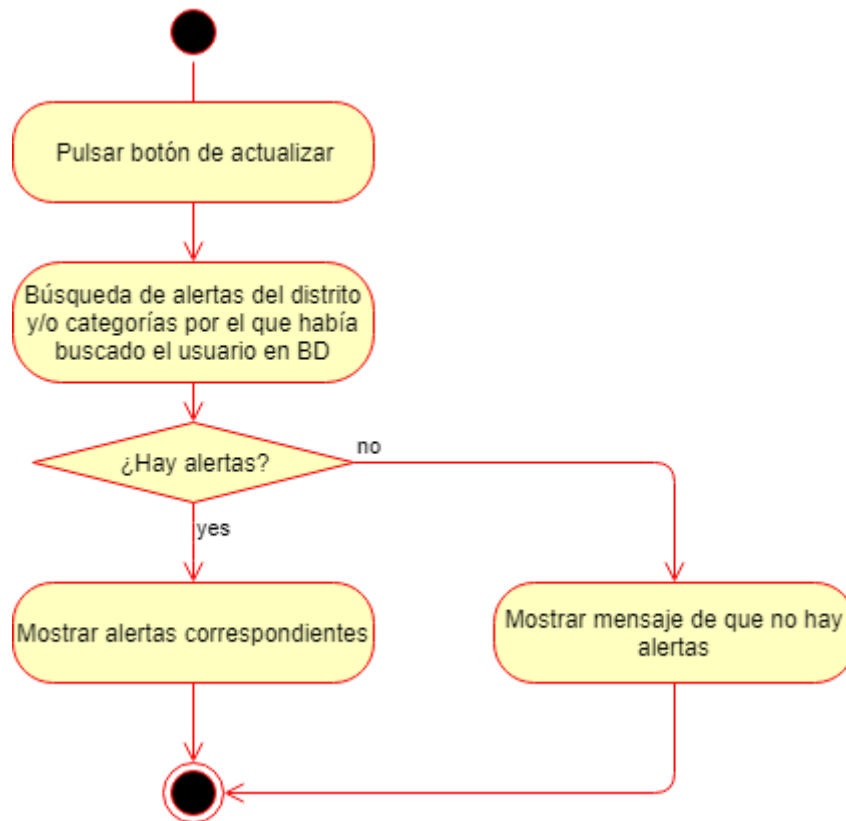 Pulsar botón de actualizar
Búsqueda de alertas del distrito
y/o categorías por el que había
buscado el usuario en BD
¿Hay alertas?
no
yes
Mostrar alertas correspondientes
Mostrar mensaje de que no hay
alertas